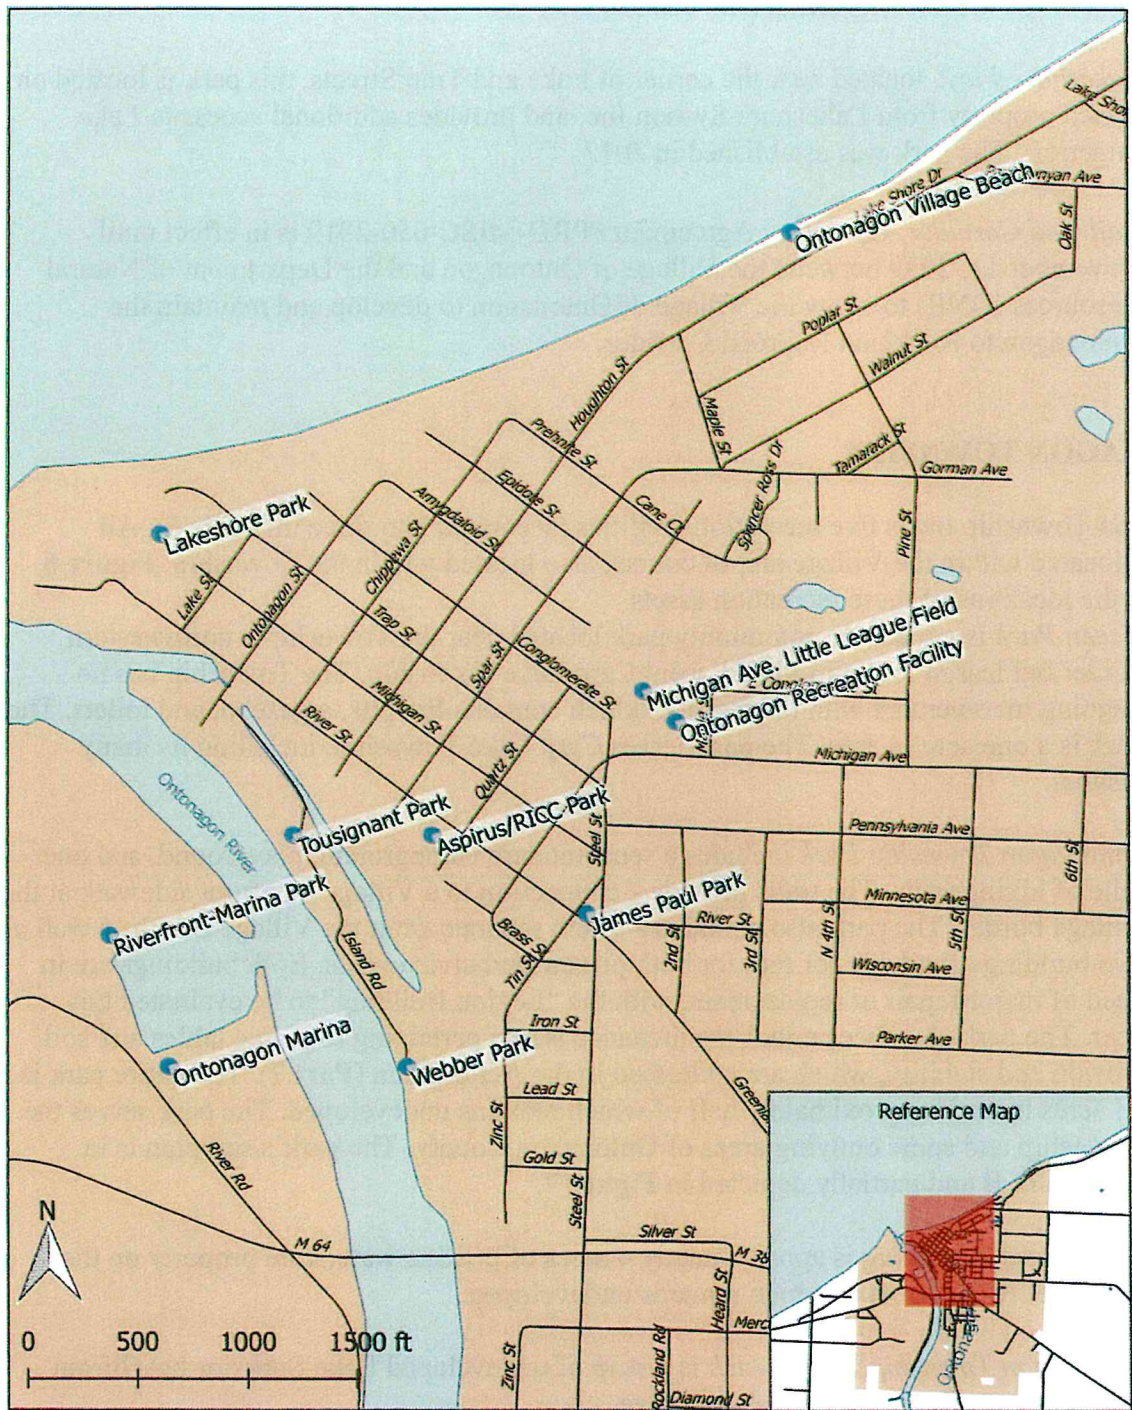 Lake Shore Dr
Ontonagon Village Beach
Oak St
Poplar St
Walnut St
Houghton St
Maple St
Prehnite St
Tamarack St
Gorman Ave
Spencer Ross Dr
Epidote St
Cane Ct
Amygdaloid St
Pine St
Lakeshore Park
Chippewa St
Lake St
Ontonagon St
Trap St
Spar St
Conglomerate St
Michigan Ave. Little League Field
Ontonagon Recreation Facility
Michigan St
River St
Michigan Ave
Quartz St
Ontonagon River
Tousignant Park
Aspirus/RICC Park
Steel St
Pennsylvania Ave
6th St
Minnesota Ave
James Paul Park
River St
Riverfront-Marina Park
Island Rd
Brass St
Tin St
2nd St
3rd St
N 4th St
5th St
Wisconsin Ave
Iron St
Parker Ave
Ontonagon Marina
Webber Park
Lead St
Zinc St
Gold St
Steel St
River Rd
Reference Map
Silver St
M 64
M 38
Heard St
N
0 500 1000 1500 ft
Zinc St
Rockland Rd
Diamond St